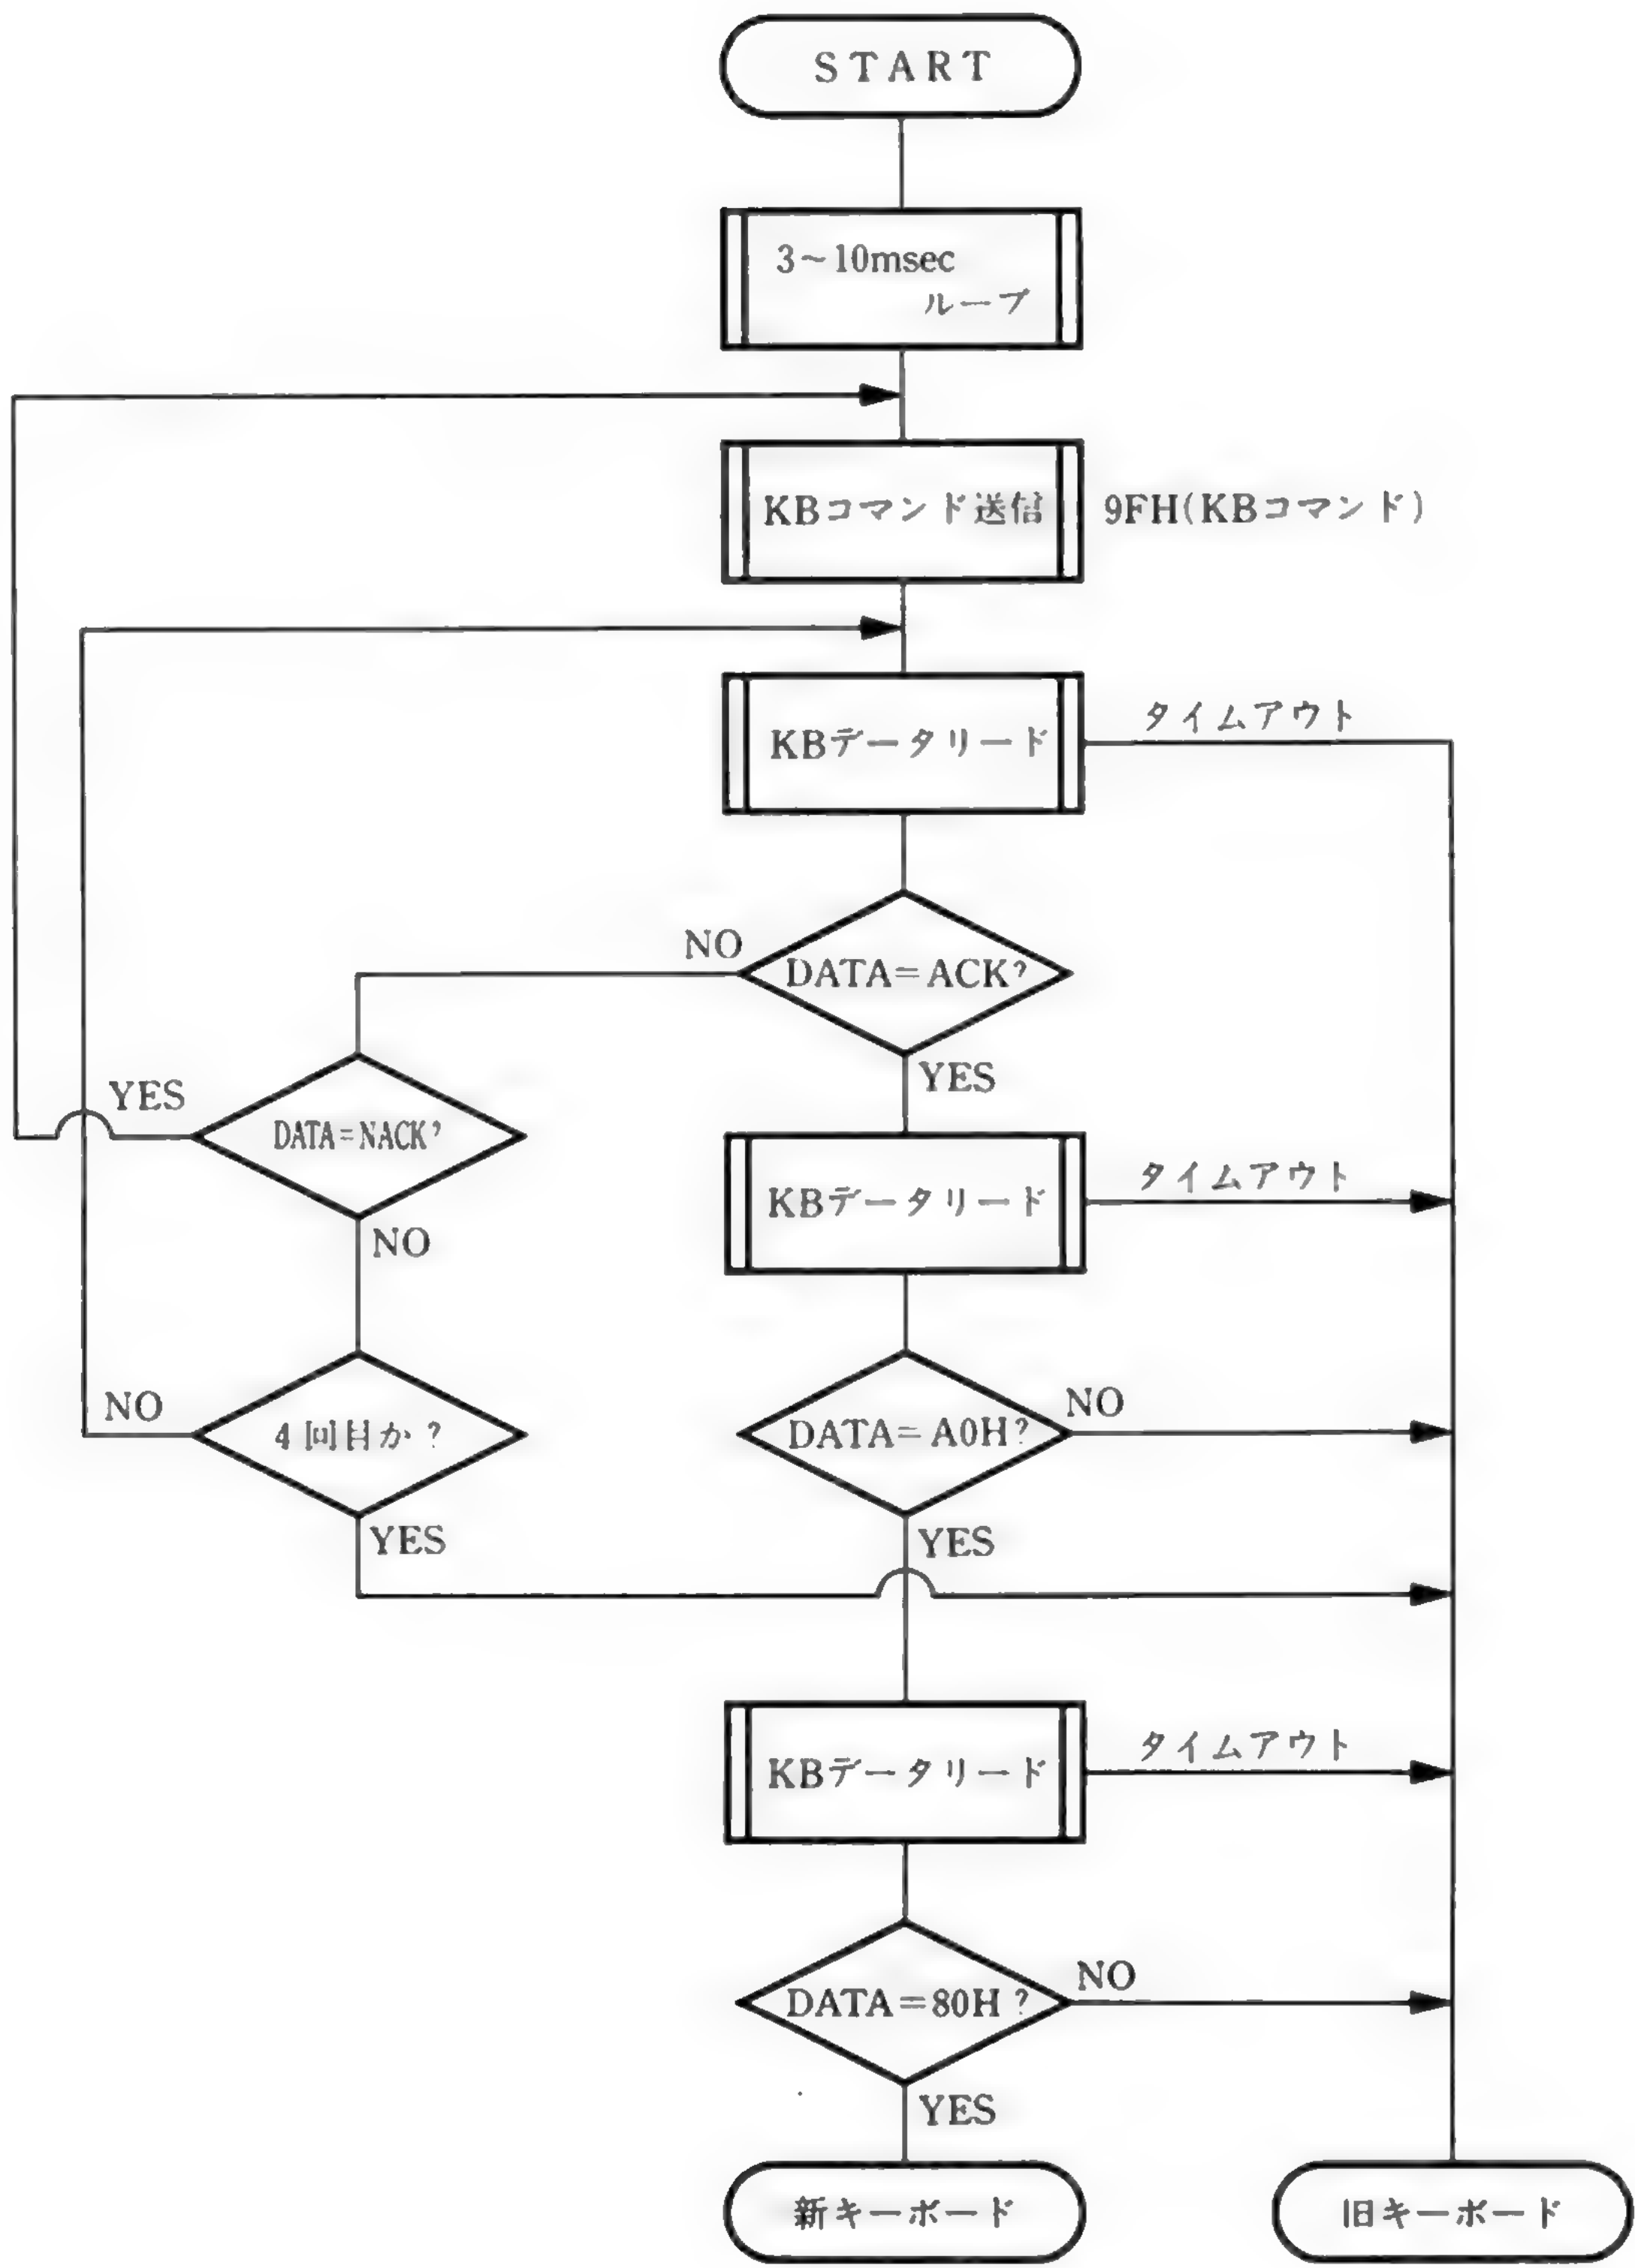 START
3~10msec
ループ
KBコマンド送信
9FH(KBコマンド)
KBデータリード
タイムアウト
NO
DATA=ACK?
YES
YES
DATA=NACK?
KBデータリード
タイムアウト
NO
NO
4回目か?
DATA=A0H?
NO
YES
YES
KBデータリード
タイムアウト
DATA=80H?
NO
YES
新キーボード
旧キーボード